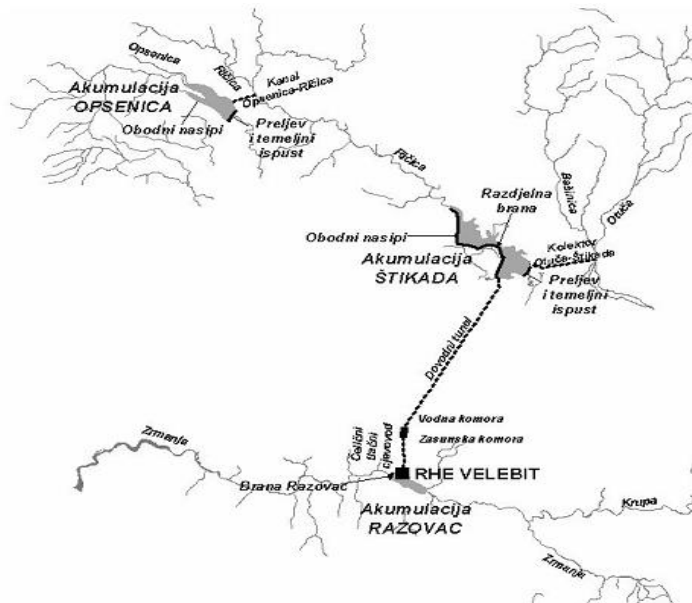 Opsenica
Ričica
Kanal
Opsenica-Ričica
Akumulacija
OPSENICA
Obodni nasipi
Preljev
i temeljni
ispust
Ričica
Razdjelna
brana
Bašinica
Otuča
Obodni nasipi
Kolektor
Otuča-Štikada
Akumulacija
ŠTIKADA
Preljev
i temeljni
ispust
Dovodni tunel
Vodna komora
Zasunska komora
Čelični
tlačni
cjevovod
Zrmanja
Brana Razovac
RHE VELEBIT
Akumulacija
RAZOVAC
Krupa
Zrmanja